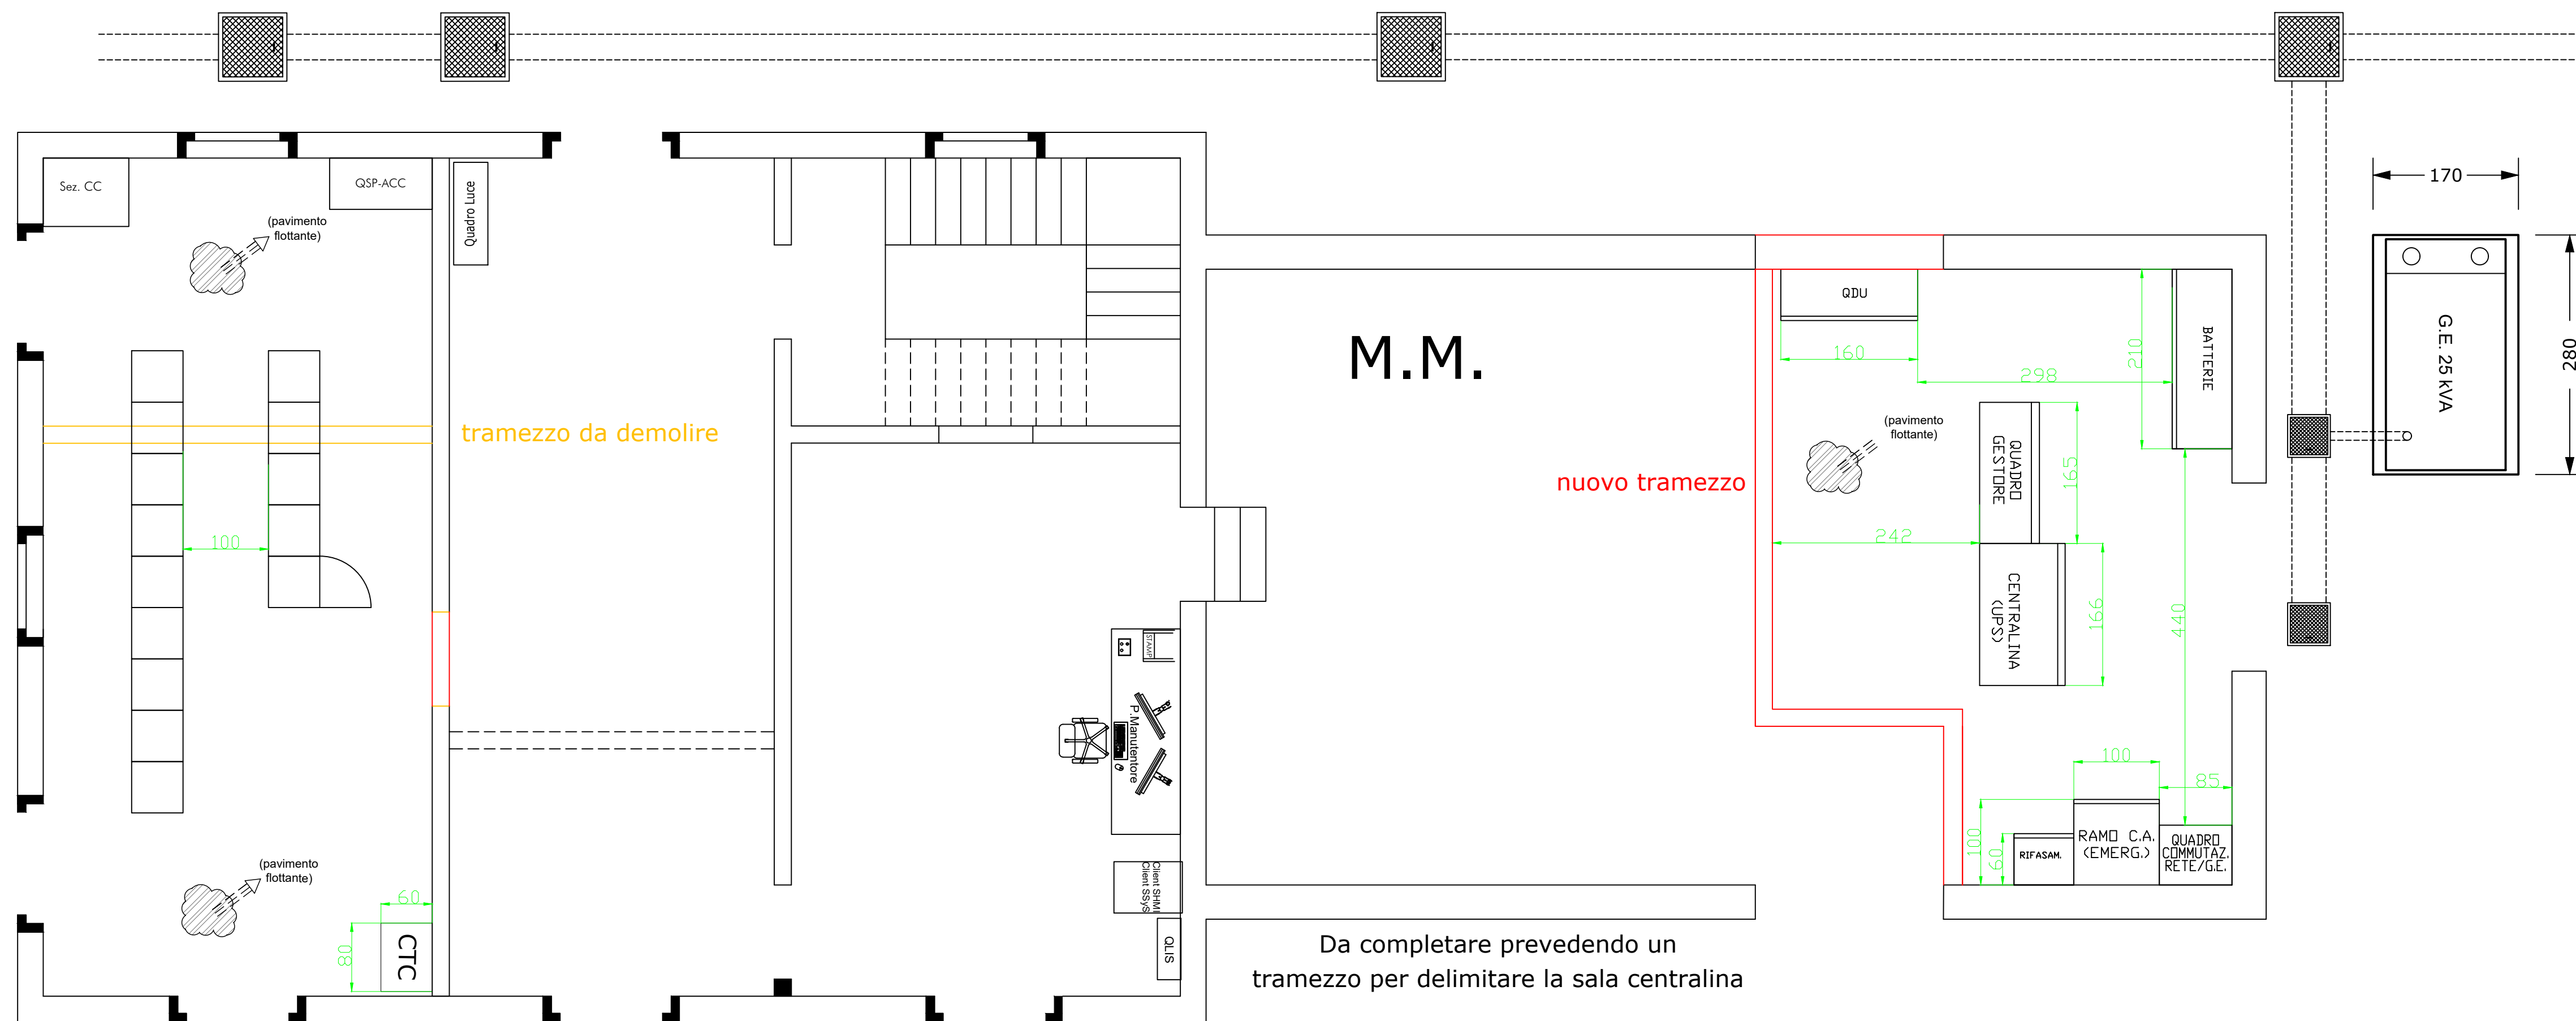 Sez. CC
QSP-ACC
Quadro Luce
(pavimento
flottante)
170
280
G.E. 25 kVA
QDU
160
298
210
BATTERIE
M.M.
tramezzo da demolire
nuovo tramezzo
(pavimento
flottante)
QUADRO
GESTORE
165
242
100
CENTRALINA
(UPS)
166
440
STAMP
P.Manutentore
100
85
100
60
RIFASAM.
RAMO C.A.
(EMERG.)
QUADRO
COMMUTAZ.
RETE/G.E.
(pavimento
flottante)
60
80
CTC
Client SHMI
Client SSyS
QLIS
Da completare prevedendo un
tramezzo per delimitare la sala centralina